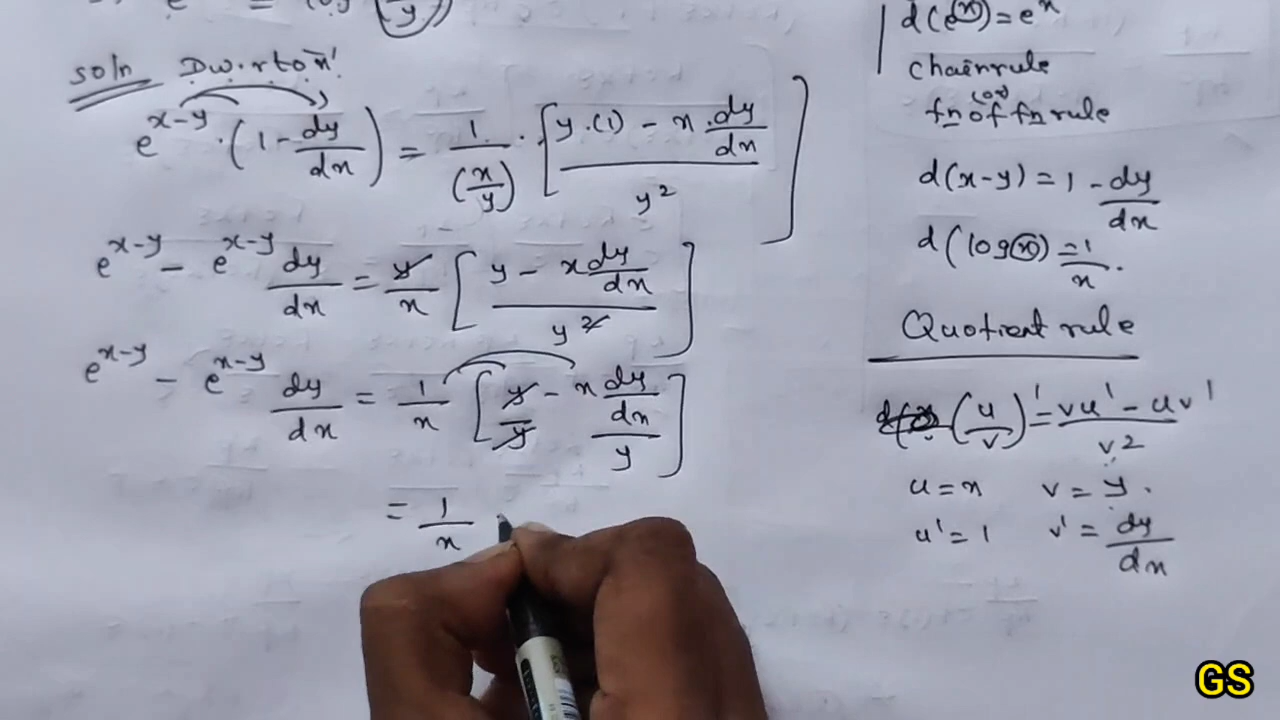 e = log (x/y))
soln D w.r.to 'x'
e^{x-y} · (1 - dy/dx) = 1/(x/y) · [y·(1) - x·dy/dx / y²]
e^{x-y} - e^{x-y} dy/dx = y/x [y - x dy/dx / y²]
e^{x-y} - e^{x-y} dy/dx = 1/x [y/y - x dy/dx / y]
= 1/x
d(e^x) = e^x
chainrule
(or)
fn of fn rule
d(x-y) = 1 - dy/dx
d(log x) = 1/x.
Quotient rule
(u/v)' = vu' - uv' / v2
u = x v = y.
u' = 1 v' = dy/dx
GS